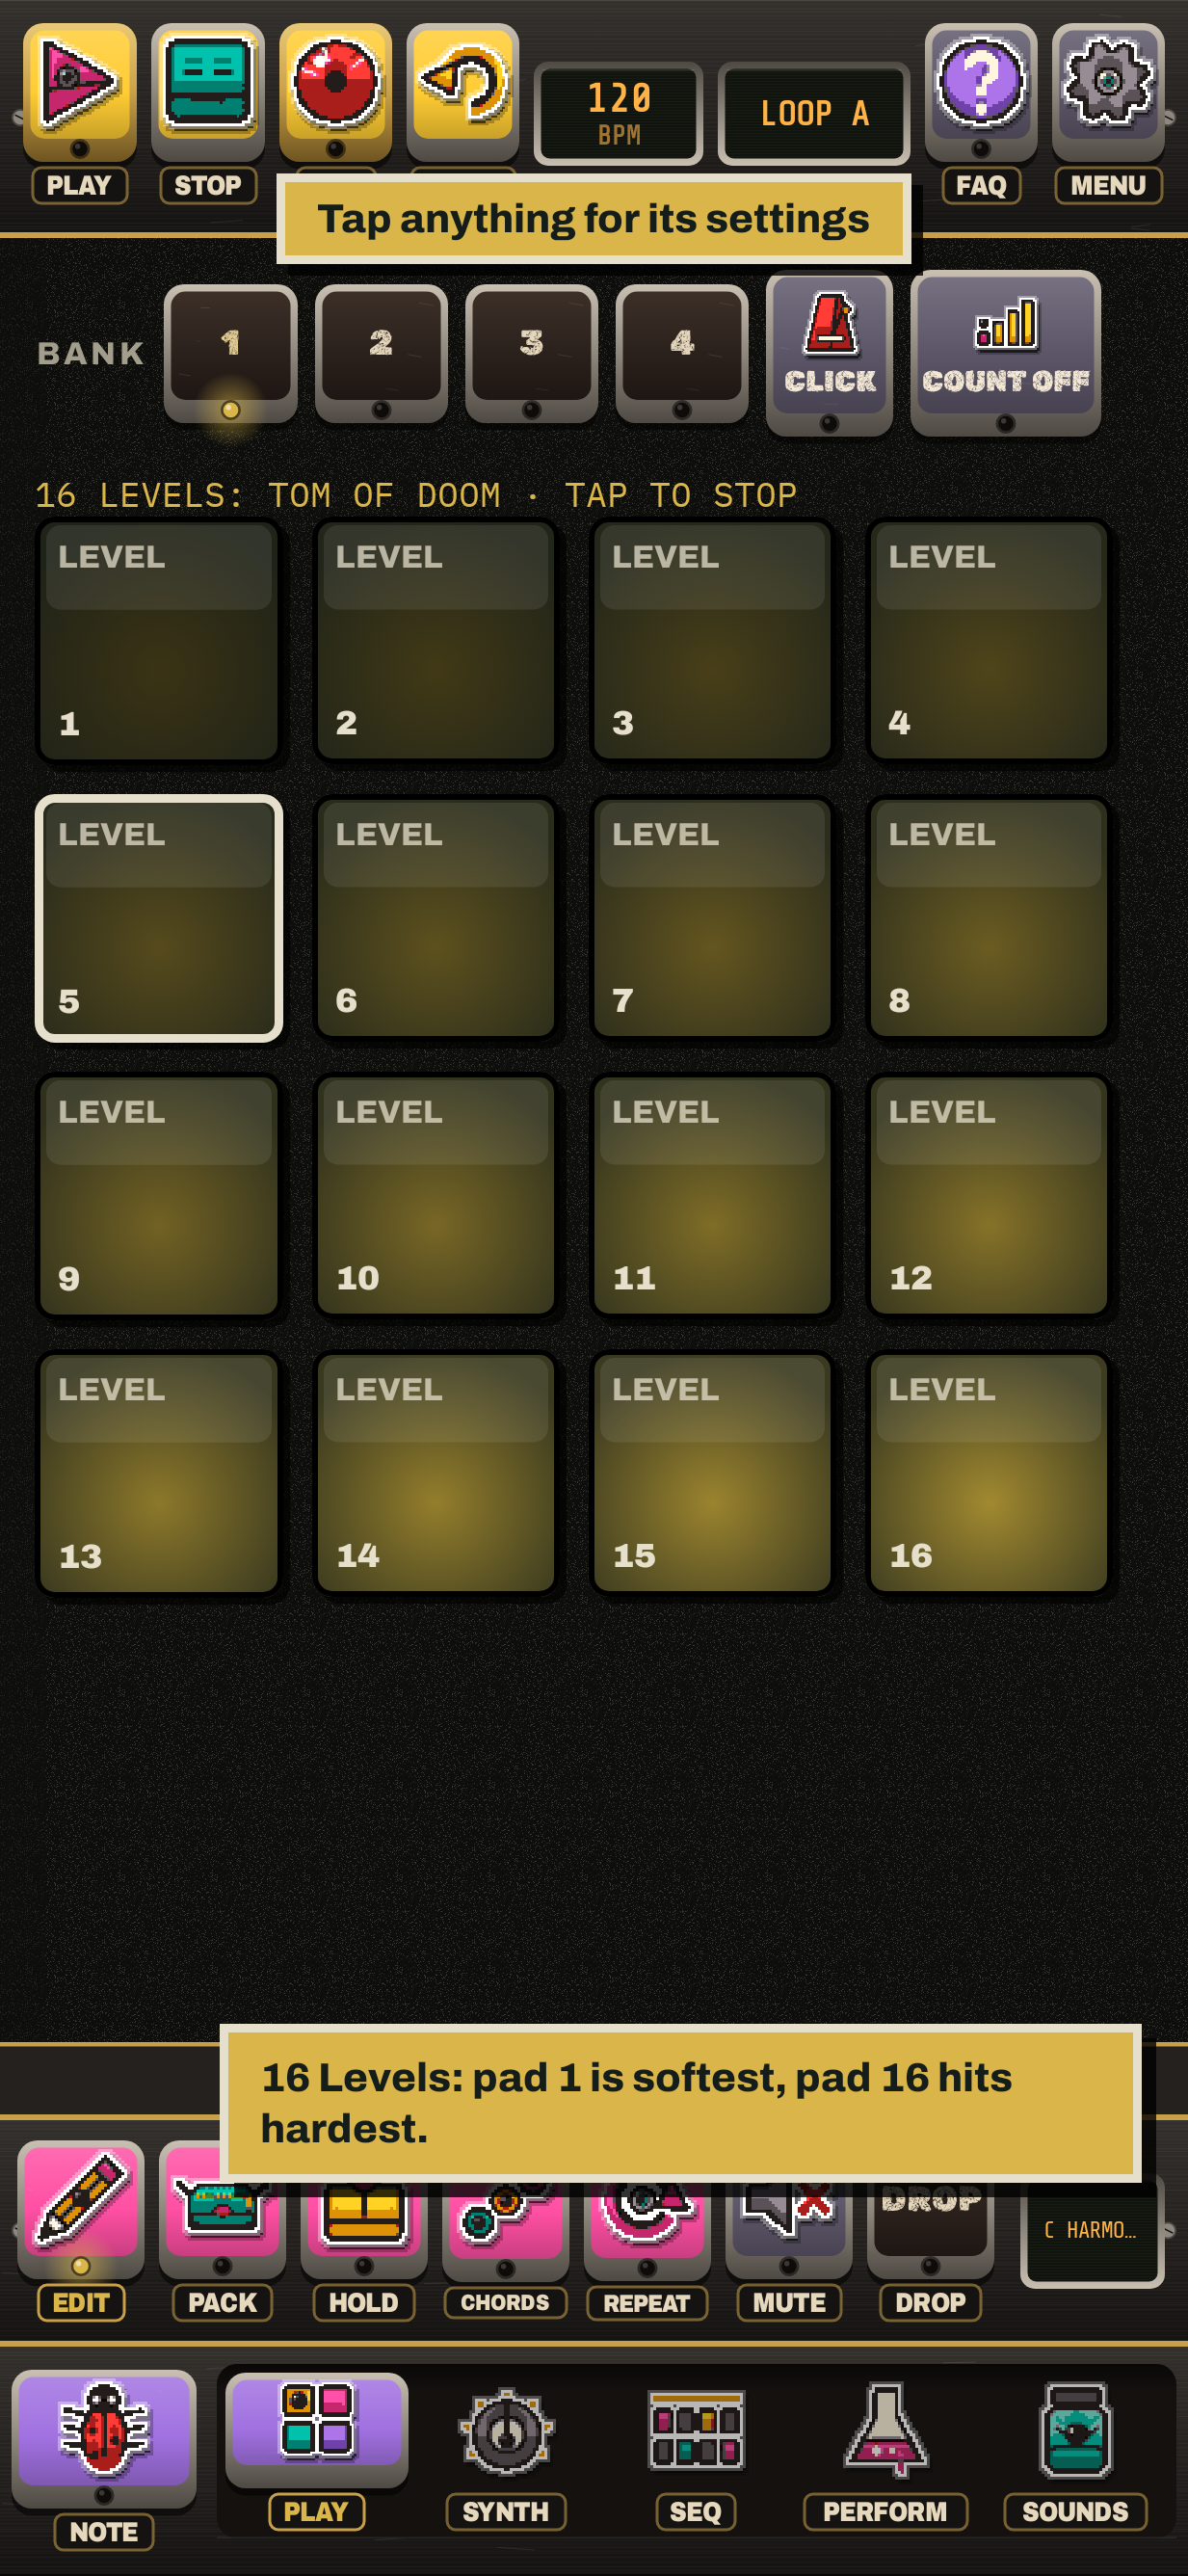 120
BPM
LOOP A
PLAY
STOP
FAQ
MENU
Tap anything for its settings
BANK
1
2
3
4
CLICK
COUNT OFF
16 LEVELS: TOM OF DOOM · TAP TO STOP
LEVEL
LEVEL
LEVEL
LEVEL
1
2
3
4
LEVEL
LEVEL
LEVEL
LEVEL
5
6
7
8
LEVEL
LEVEL
LEVEL
LEVEL
9
10
11
12
LEVEL
LEVEL
LEVEL
LEVEL
13
14
15
16
16 Levels: pad 1 is softest, pad 16 hits
hardest.
DROP
C HARMO…
EDIT
PACK
HOLD
CHORDS
REPEAT
MUTE
DROP
NOTE
PLAY
SYNTH
SEQ
PERFORM
SOUNDS